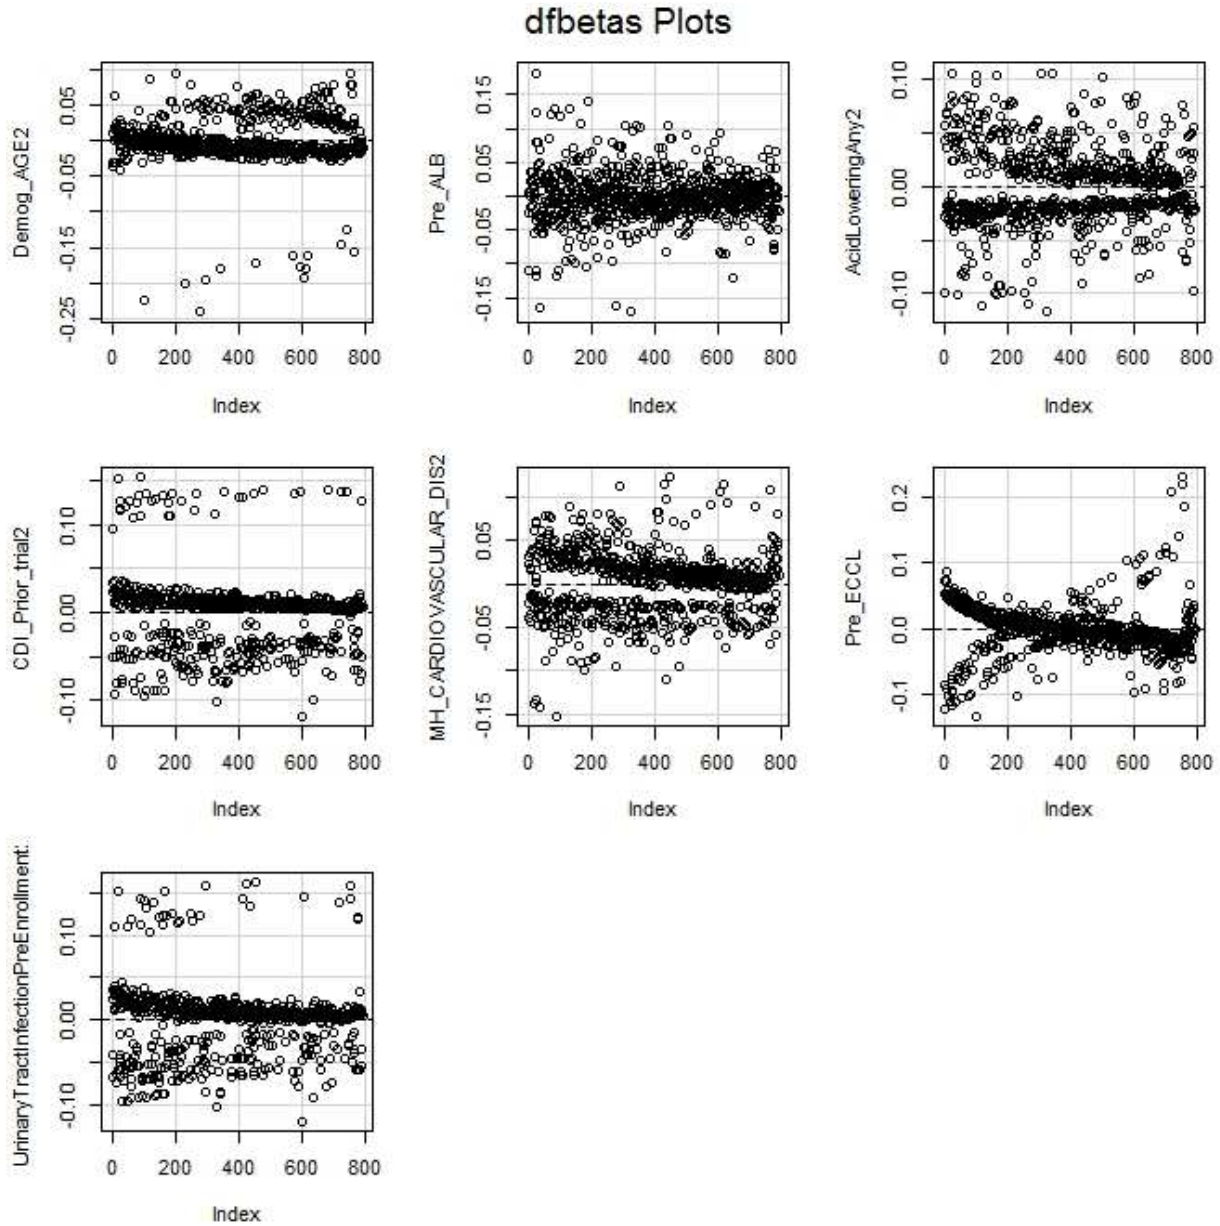 dfbetas Plots
Demog_AGE2
0.05
-0.05
-0.15
-0.25
0 200 400 600 800
Index
Pre_ALB
0.15
0.05
-0.05
-0.15
0 200 400 600 800
Index
AcidLoweringAny2
0.10
0.00
-0.10
0 200 400 600 800
Index
CDI_Prior_trial2
0.10
0.00
-0.10
0 200 400 600 800
Index
MH_CARDIOVASCULAR_DIS2
0.05
-0.05
-0.15
0 200 400 600 800
Index
Pre_ECCL
0.2
0.1
0.0
-0.1
0 200 400 600 800
Index
UrinaryTractInfectionPreEnrollment:
0.10
0.00
-0.10
0 200 400 600 800
Index